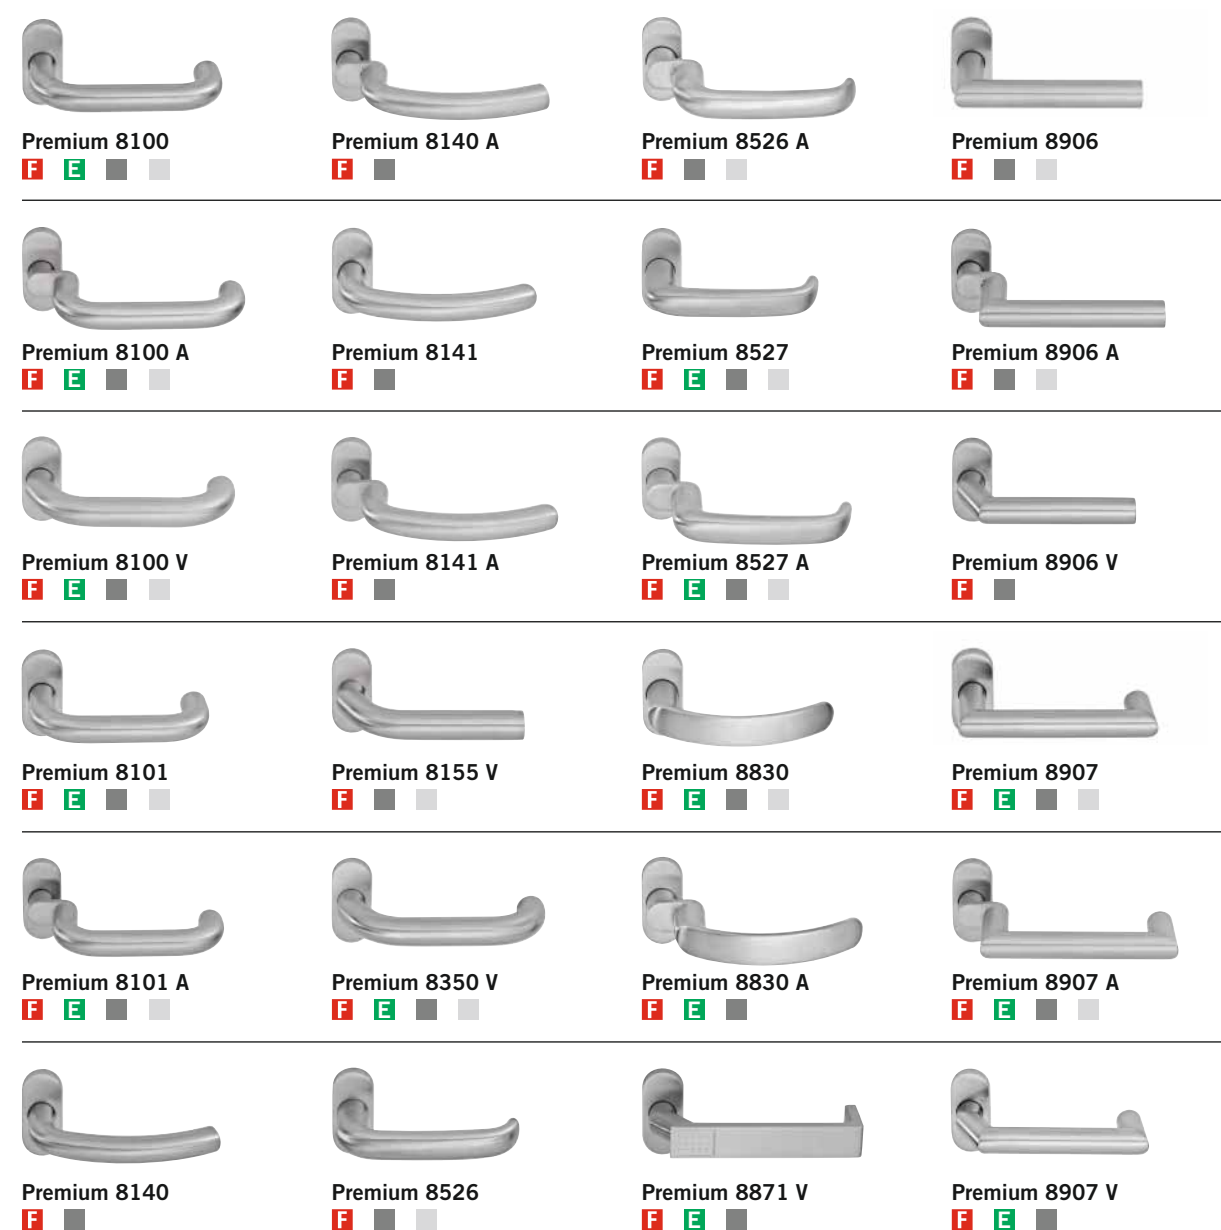 Premium 8100
F E
Premium 8140 A
F
Premium 8526 A
F
Premium 8906
F
Premium 8100 A
F E
Premium 8141
F
Premium 8527
F E
Premium 8906 A
F
Premium 8100 V
F E
Premium 8141 A
F
Premium 8527 A
F E
Premium 8906 V
F
Premium 8101
F E
Premium 8155 V
F
Premium 8830
F E
Premium 8907
F E
Premium 8101 A
F E
Premium 8350 V
F E
Premium 8830 A
F E
Premium 8907 A
F E
Premium 8140
F
Premium 8526
F
Premium 8871 V
F E
Premium 8907 V
F E